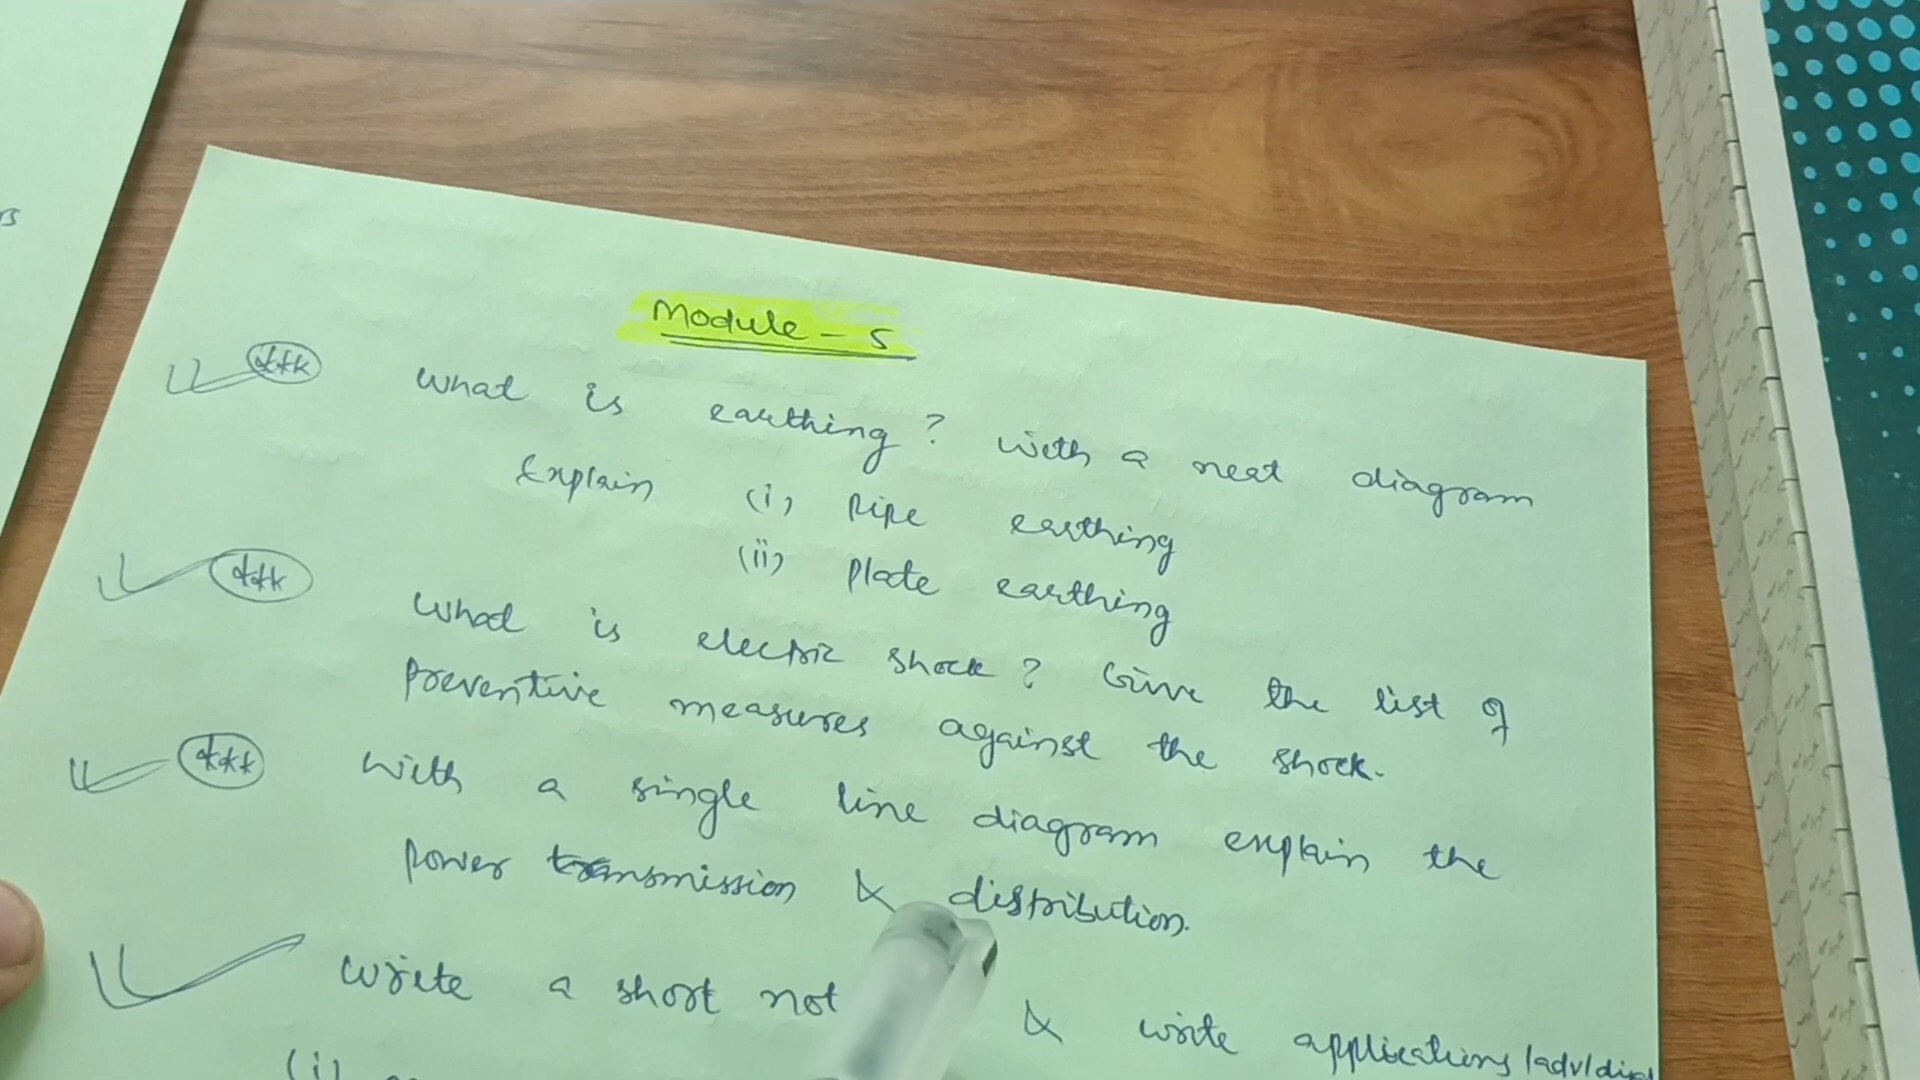 Module - 5
*** What is earthing? With a neat diagram
Explain (i) Pipe earthing
(ii) Plate earthing
*** What is electric shock? Give the list of
Preventive measures against the shock.
*** With a single line diagram explain the
Power transmission & distribution.
Write a short not & write applications/adv/
(i)